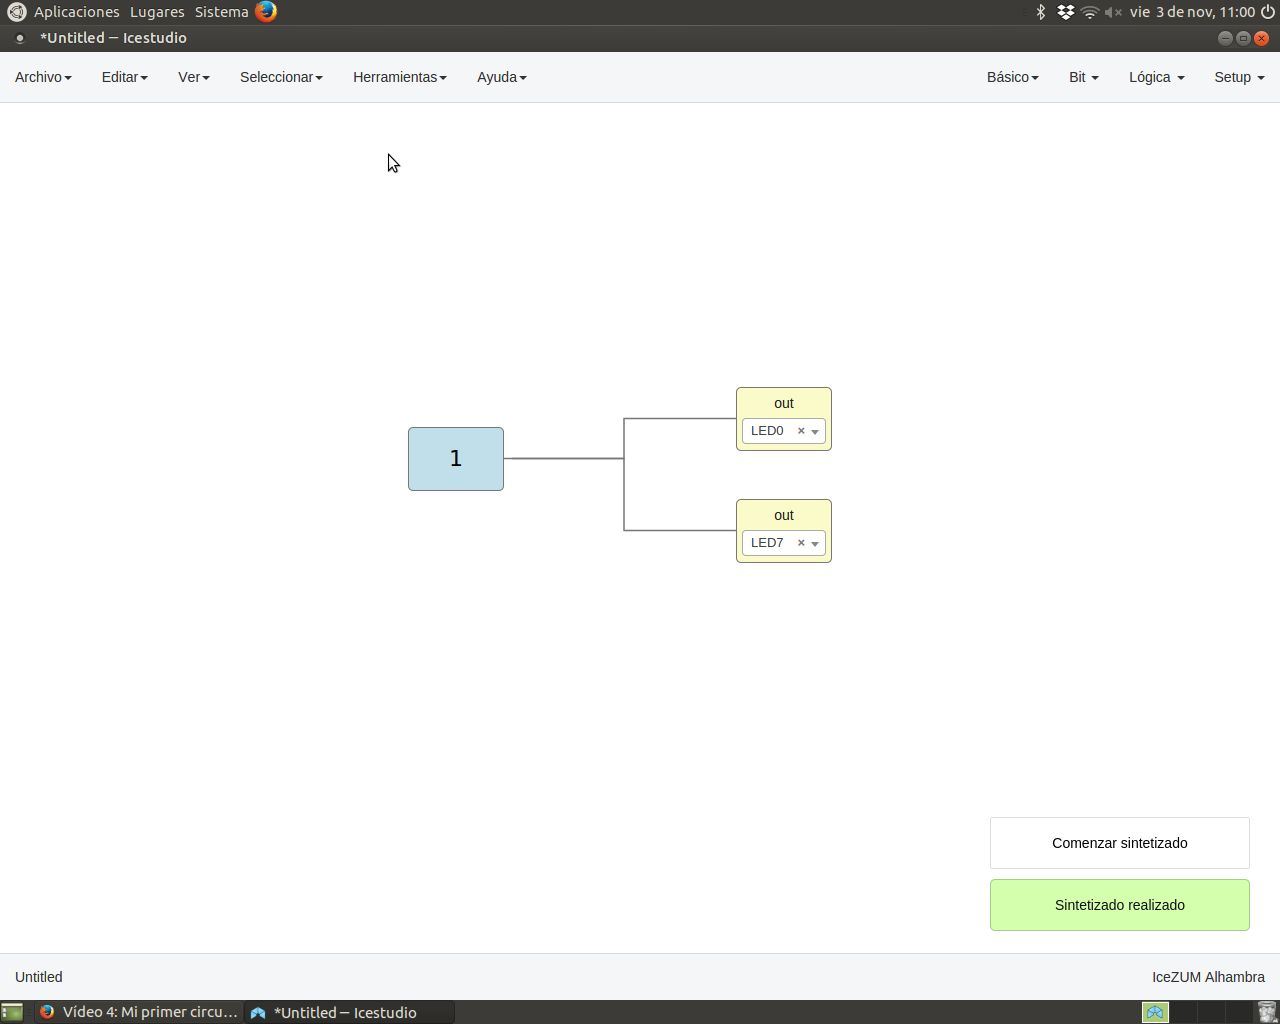 Aplicaciones Lugares Sistema vie 3 de nov, 11:00
*Untitled — Icestudio
Archivo Editar Ver Seleccionar Herramientas Ayuda Básico Bit Lógica Setup
out
LED0 ×
1
out
LED7 ×
Comenzar sintetizado
Sintetizado realizado
Untitled IceZUM Alhambra
Vídeo 4: Mi primer circu... *Untitled — Icestudio